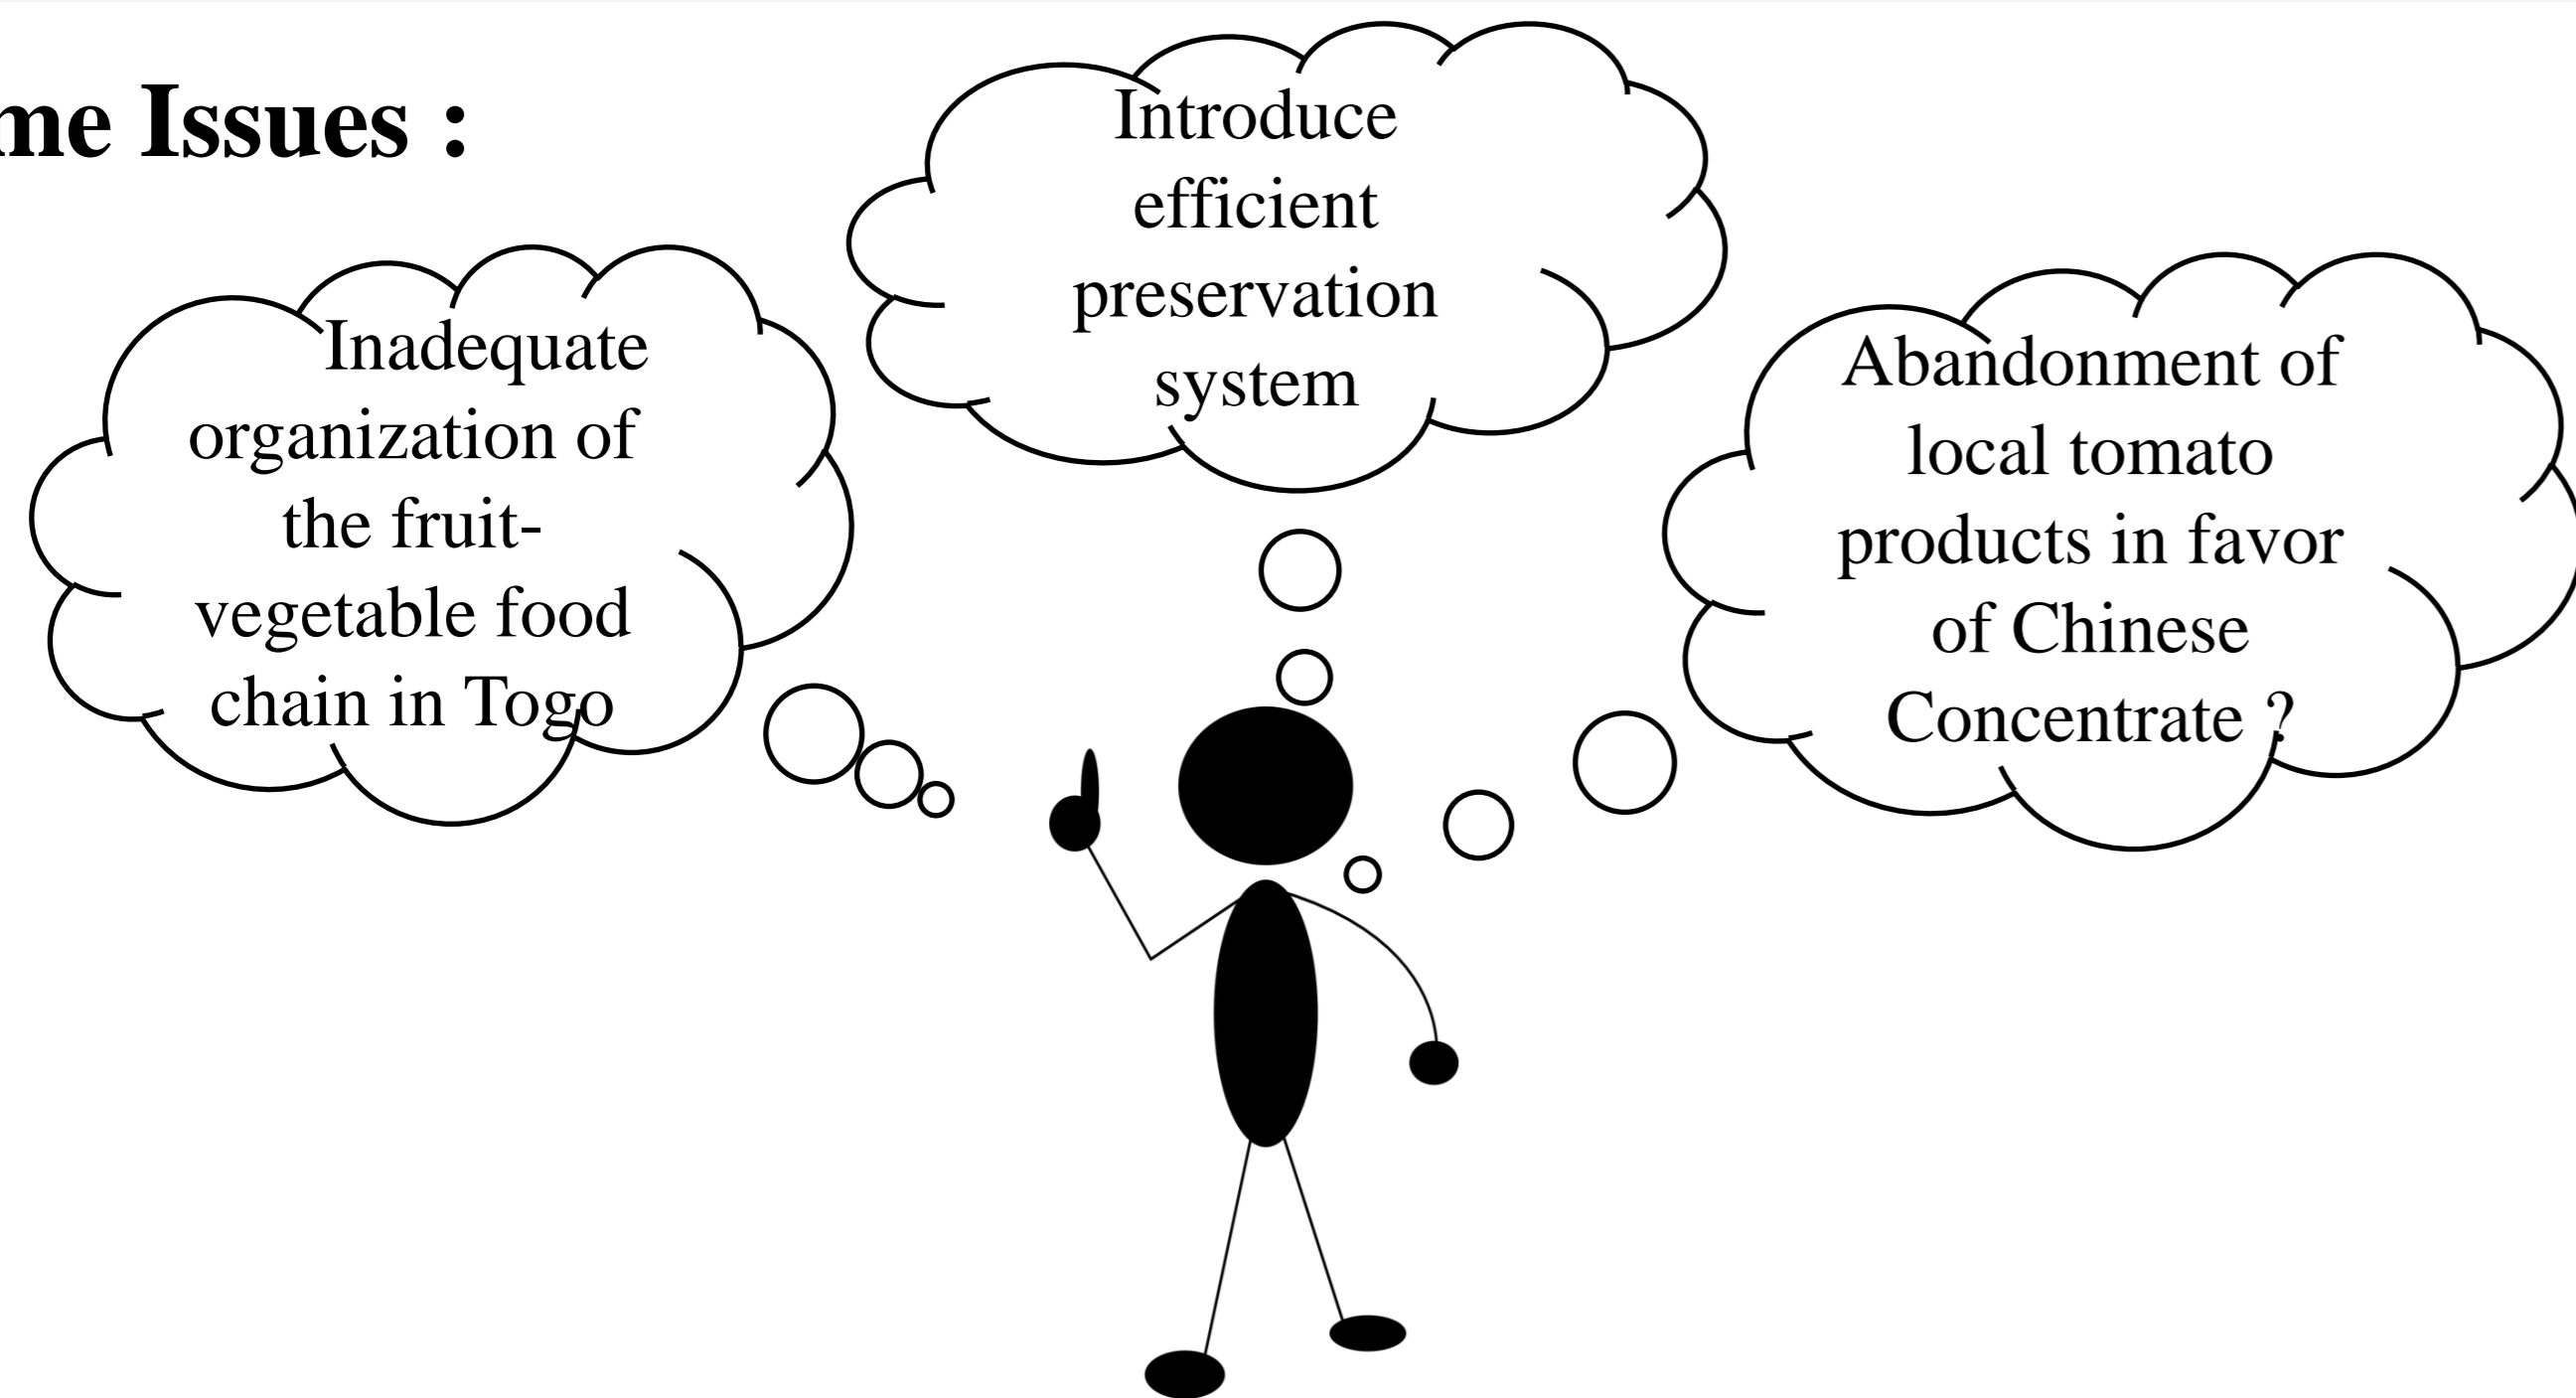 me Issues :
Introduce
efficient
preservation
system
Inadequate
organization of
the fruit-
vegetable food
chain in Togo
Abandonment of
local tomato
products in favor
of Chinese
Concentrate ?